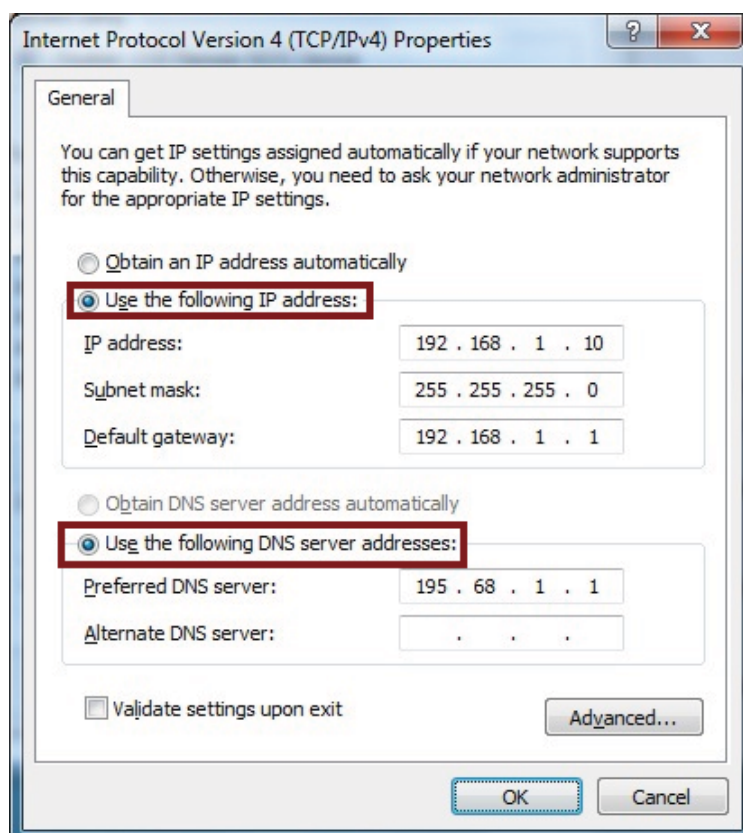 Internet Protocol Version 4 (TCP/IPv4) Properties
General
You can get IP settings assigned automatically if your network supports
this capability. Otherwise, you need to ask your network administrator
for the appropriate IP settings.
Obtain an IP address automatically
Use the following IP address:
IP address: 192 . 168 . 1 . 10
Subnet mask: 255 . 255 . 255 . 0
Default gateway: 192 . 168 . 1 . 1
Obtain DNS server address automatically
Use the following DNS server addresses:
Preferred DNS server: 195 . 68 . 1 . 1
Alternate DNS server: . . .
Validate settings upon exit
Advanced...
OK Cancel